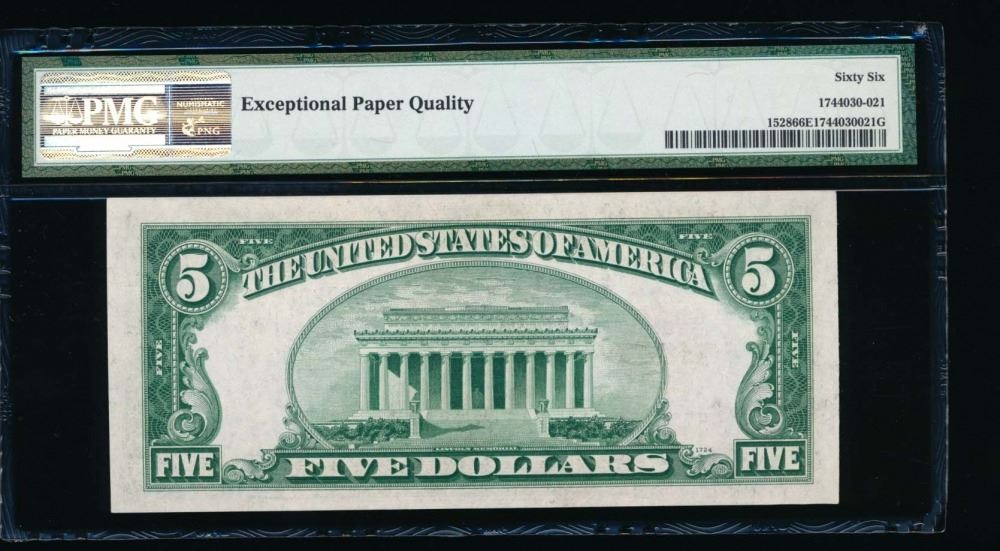 PMG
PAPER MONEY GUARANTY
NUMISMATIC
PNG
Exceptional Paper Quality
Sixty Six
1744030-021
152866E1744030021G
FIVE
FIVE
5
THE UNITED STATES OF AMERICA
5
FIVE
FIVE
LINCOLN MEMORIAL
1724
FIVE
FIVE DOLLARS
FIVE